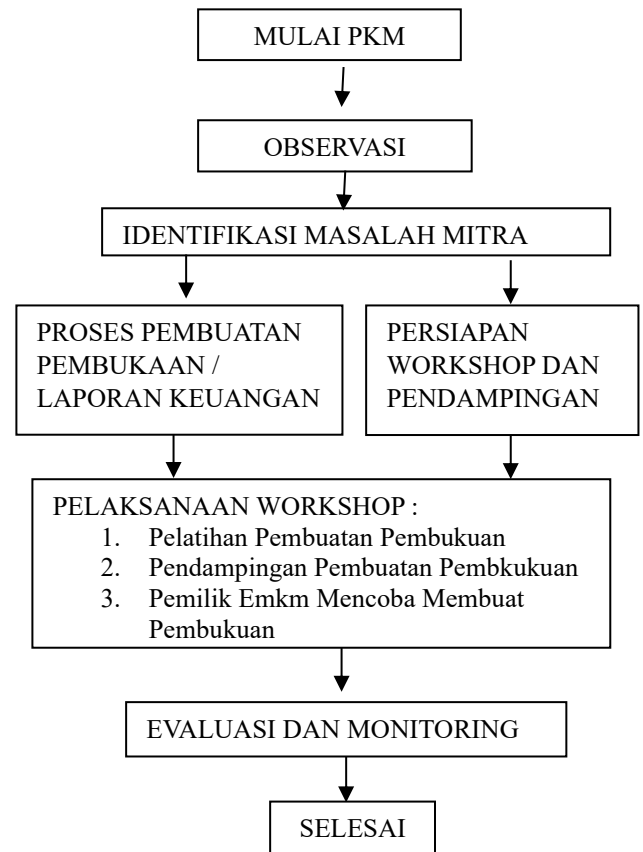 MULAI PKM
OBSERVASI
IDENTIFIKASI MASALAH MITRA
PROSES PEMBUATAN
PEMBUKAAN /
LAPORAN KEUANGAN
PERSIAPAN
WORKSHOP DAN
PENDAMPINGAN
PELAKSANAAN WORKSHOP :
1. Pelatihan Pembuatan Pembukuan
2. Pendampingan Pembuatan Pembkukuan
3. Pemilik Emkm Mencoba Membuat
Pembukuan
EVALUASI DAN MONITORING
SELESAI